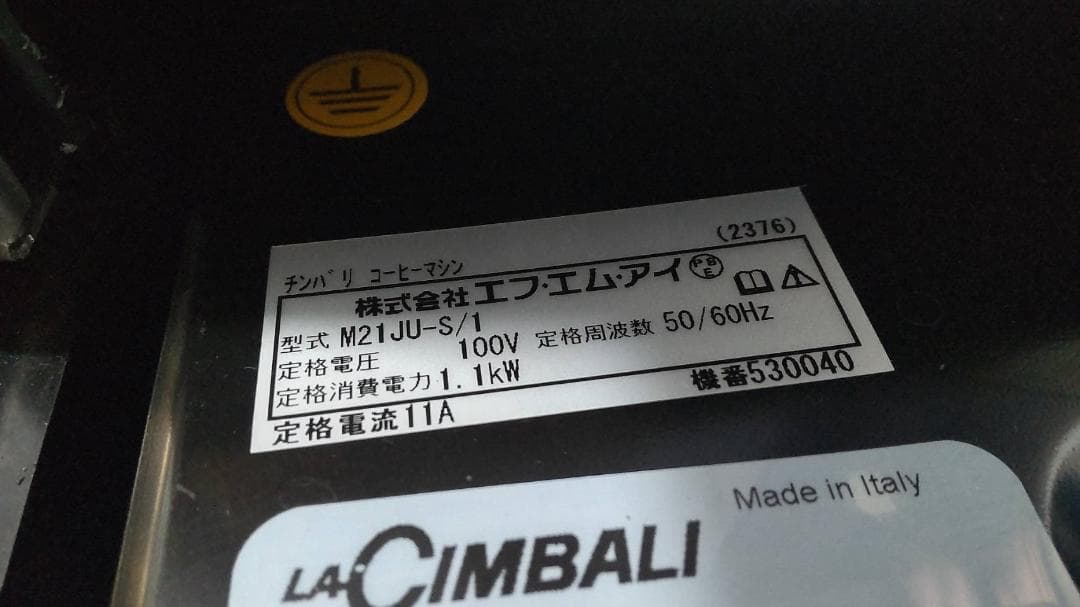 (2376)
チンバリ コーヒーマシン
株式会社エフ・エム・アイ PS E
型式 M21JU-S/1
定格電圧 100V 定格周波数 50/60Hz
定格消費電力1.1kW
定格電流11A 機番530040
Made in Italy
LA CIMBALI